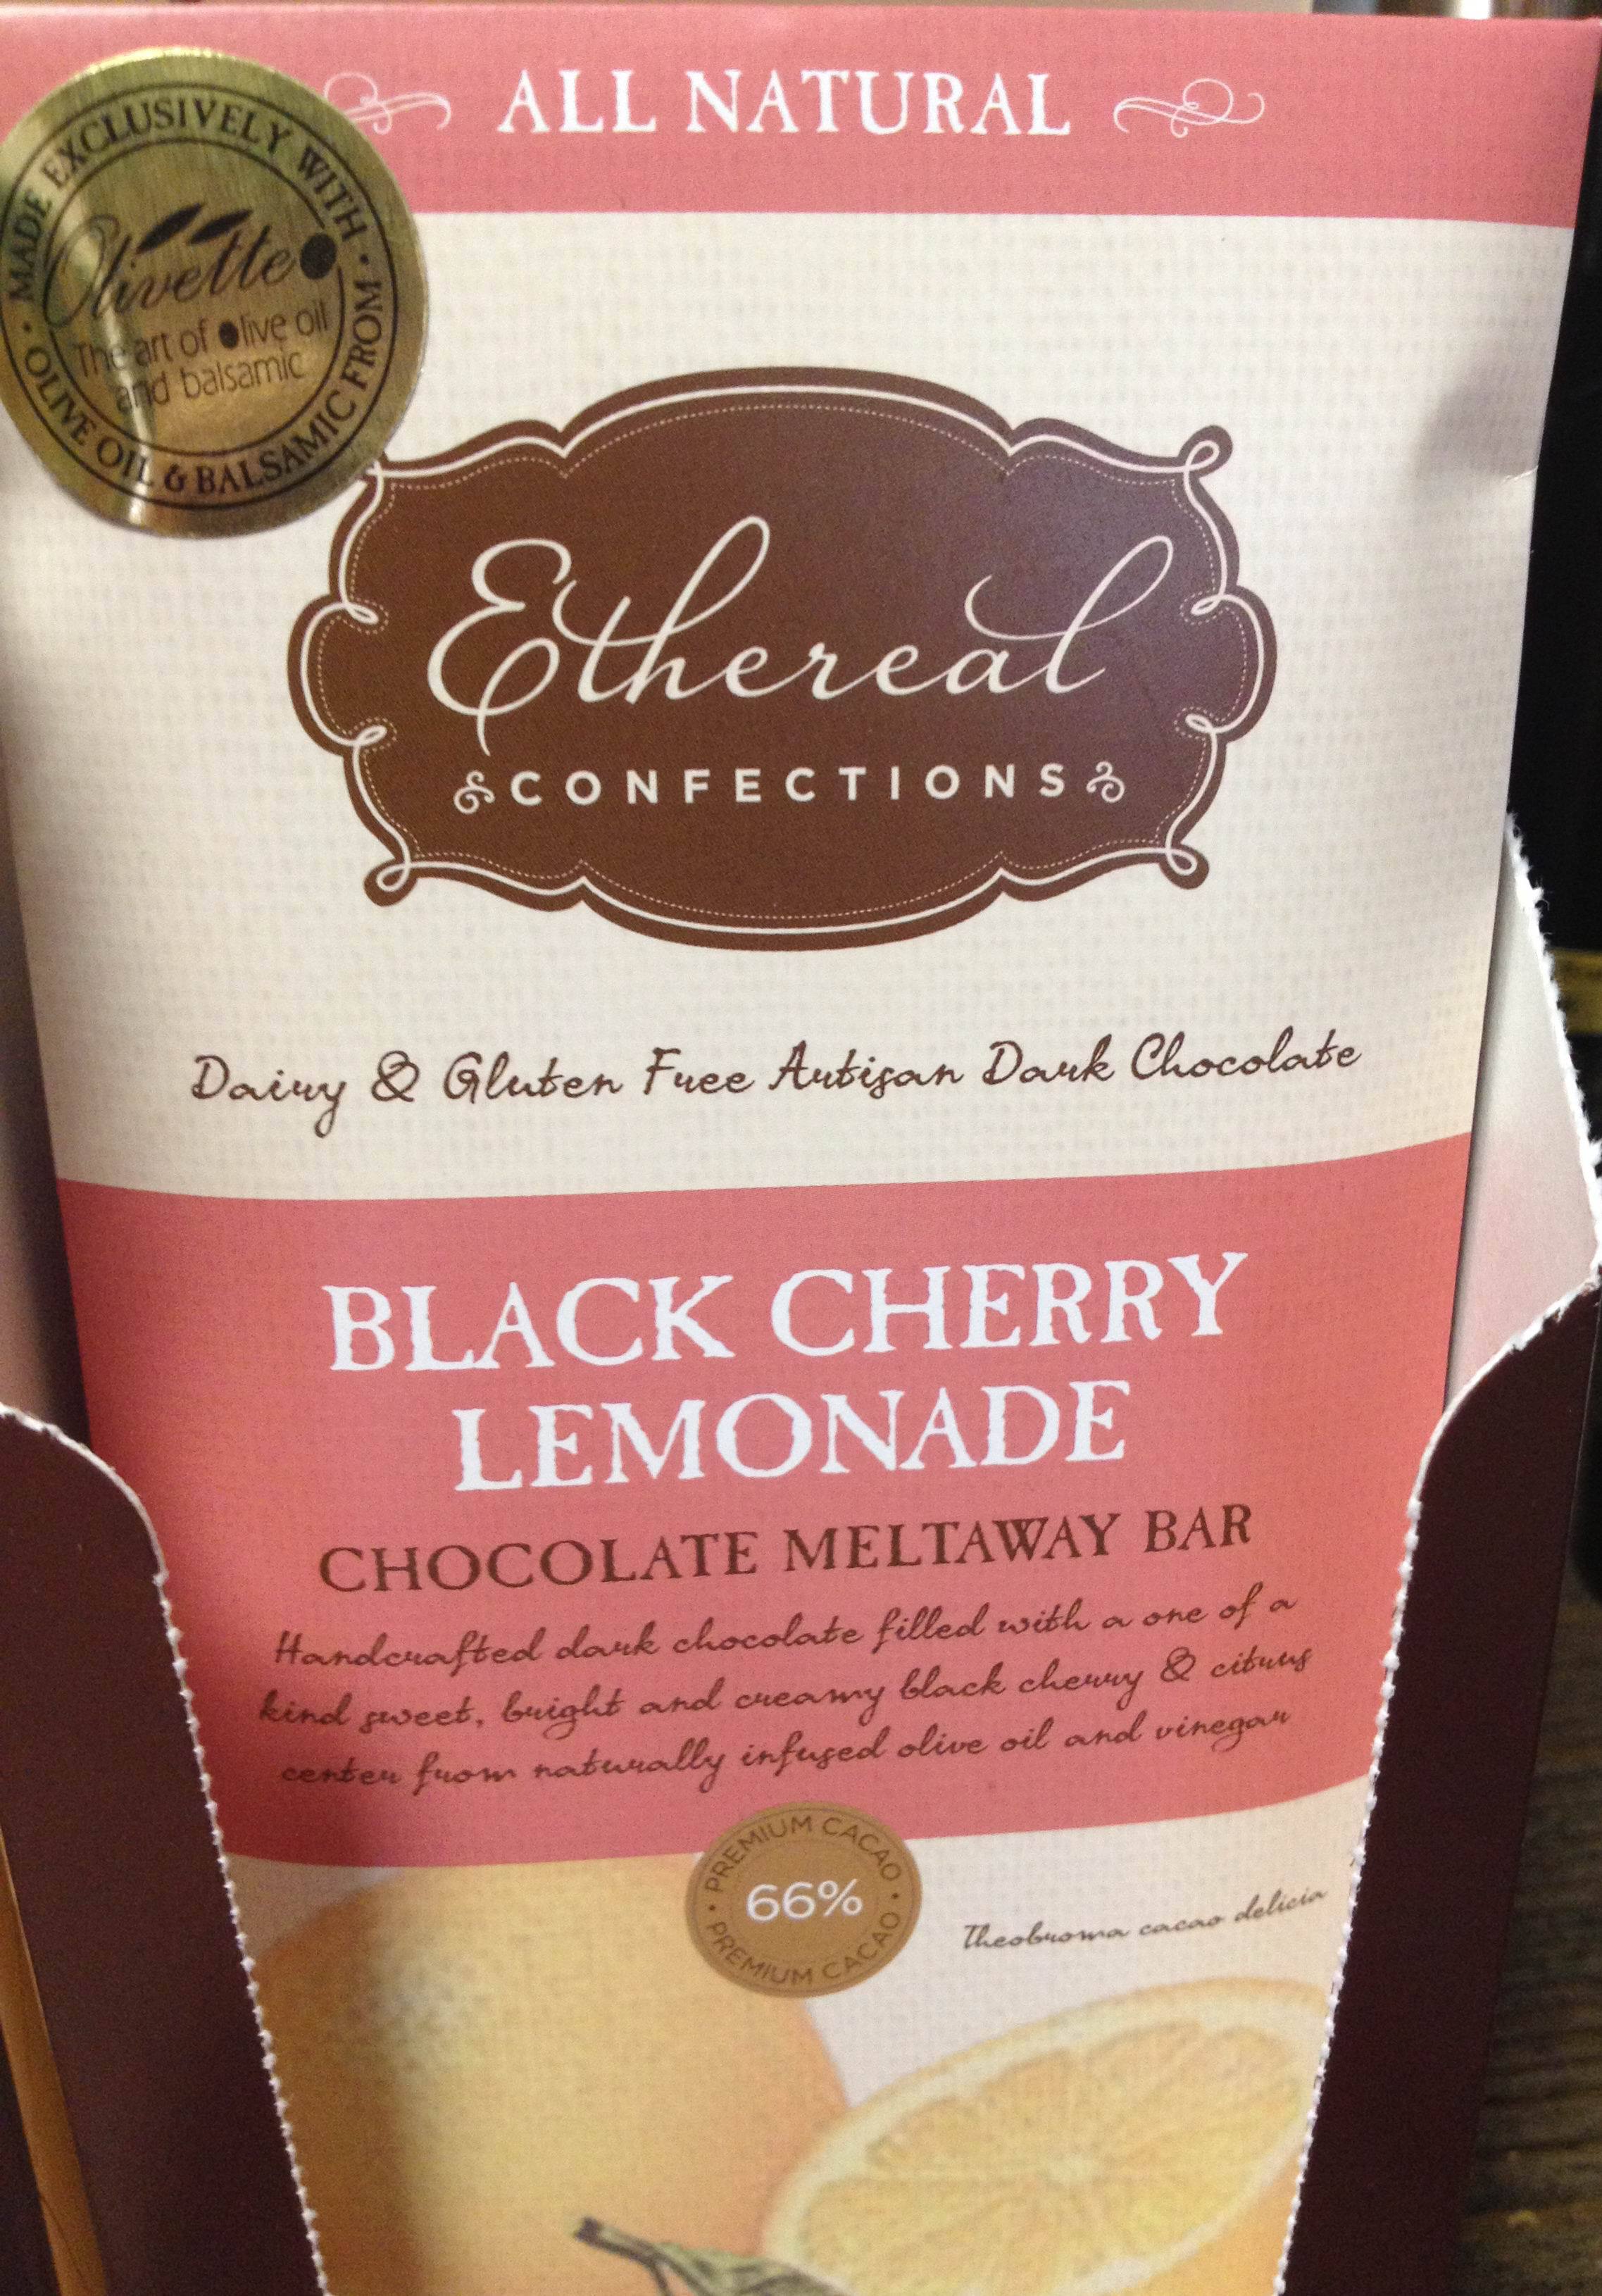 ALL NATURAL
MADE EXCLUSIVELY WITH
Olivette
The art of olive oil
and balsamic
OLIVE OIL & BALSAMIC FROM
Ethereal
CONFECTIONS
Dairy & Gluten Free Artisan Dark Chocolate
BLACK CHERRY
LEMONADE
CHOCOLATE MELTAWAY BAR
Handcrafted dark chocolate filled with a one of a
kind sweet, bright and creamy black cherry & citrus
center from naturally infused olive oil and vinegar
PREMIUM CACAO
66%
PREMIUM CACAO
Theobroma cacao delicia